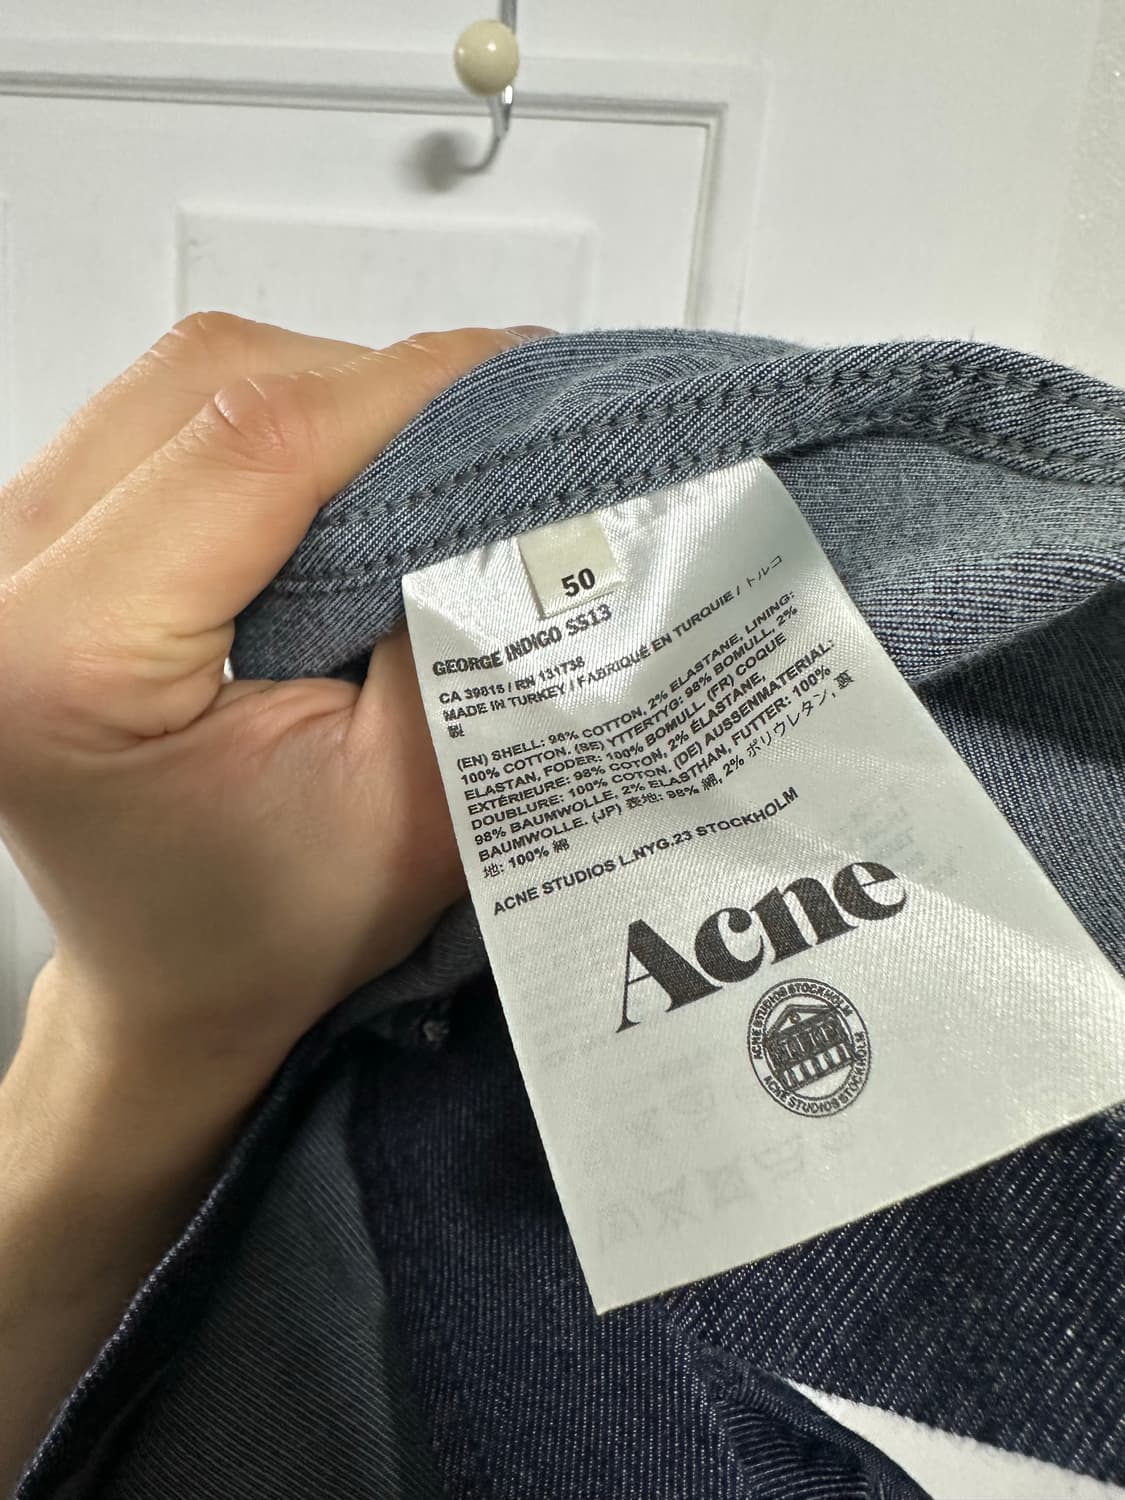 50
GEORGE INDIGO SS13
CA 39815 / RN 131738
MADE IN TURKEY / FABRIQUÉ EN TURQUIE / トルコ
製
(EN) SHELL: 98% COTTON, 2% ELASTANE, LINING:
100% COTTON. (SE) YTTERTYG: 98% BOMULL, 2%
ELASTAN, FODER: 100% BOMULL. (FR) COQUE
EXTÉRIEURE: 98% COTON, 2% ÉLASTANE,
DOUBLURE: 100% COTON. (DE) AUSSENMATERIAL:
98% BAUMWOLLE, 2% ELASTHAN, FUTTER: 100%
BAUMWOLLE. (JP) 表地: 98% 綿, 2% ポリウレタン, 裏
地: 100% 綿
ACNE STUDIOS L.NYG.23 STOCKHOLM
Acne
ACNE STUDIOS STOCKHOLM
ACNE STUDIOS STOCKHOLM